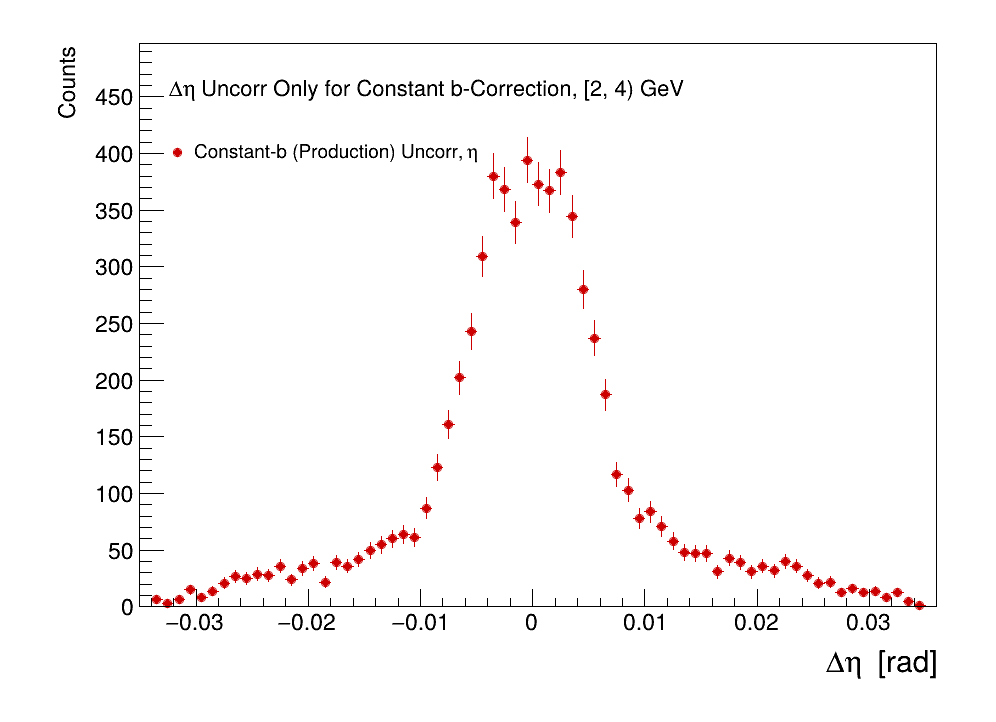 Counts
Δη Uncorr Only for Constant b-Correction, [2, 4) GeV
Constant-b (Production) Uncorr, η
450
400
350
300
250
200
150
100
50
0
−0.03 −0.02 −0.01 0 0.01 0.02 0.03
Δη [rad]